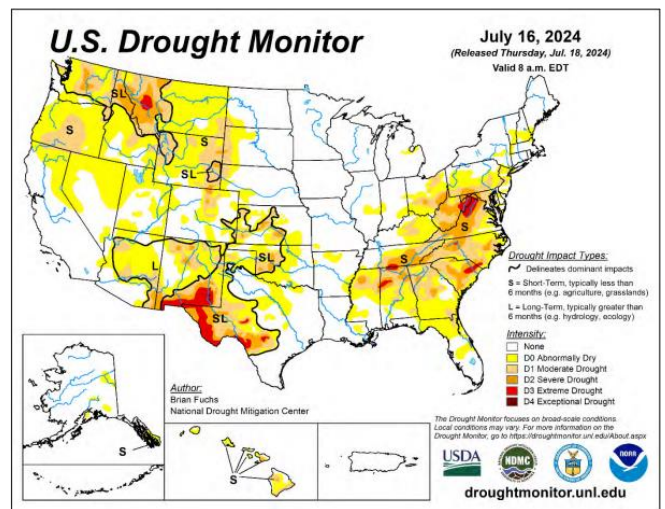 U.S. Drought Monitor
July 16, 2024
(Released Thursday, Jul. 18, 2024)
Valid 8 a.m. EDT
SL
S
S
SL
L
SL
SL
S
S
S
S
Drought Impact Types:
Delineates dominant impacts
S = Short-Term, typically less than
6 months (e.g. agriculture, grasslands)
L = Long-Term, typically greater than
6 months (e.g. hydrology, ecology)
Intensity:
None
D0 Abnormally Dry
D1 Moderate Drought
D2 Severe Drought
D3 Extreme Drought
D4 Exceptional Drought
Author:
Brian Fuchs
National Drought Mitigation Center
The Drought Monitor focuses on broad-scale conditions.
Local conditions may vary. For more information on the
Drought Monitor, go to https://droughtmonitor.unl.edu/About.aspx
USDA
NDMC
NOAA
droughtmonitor.unl.edu